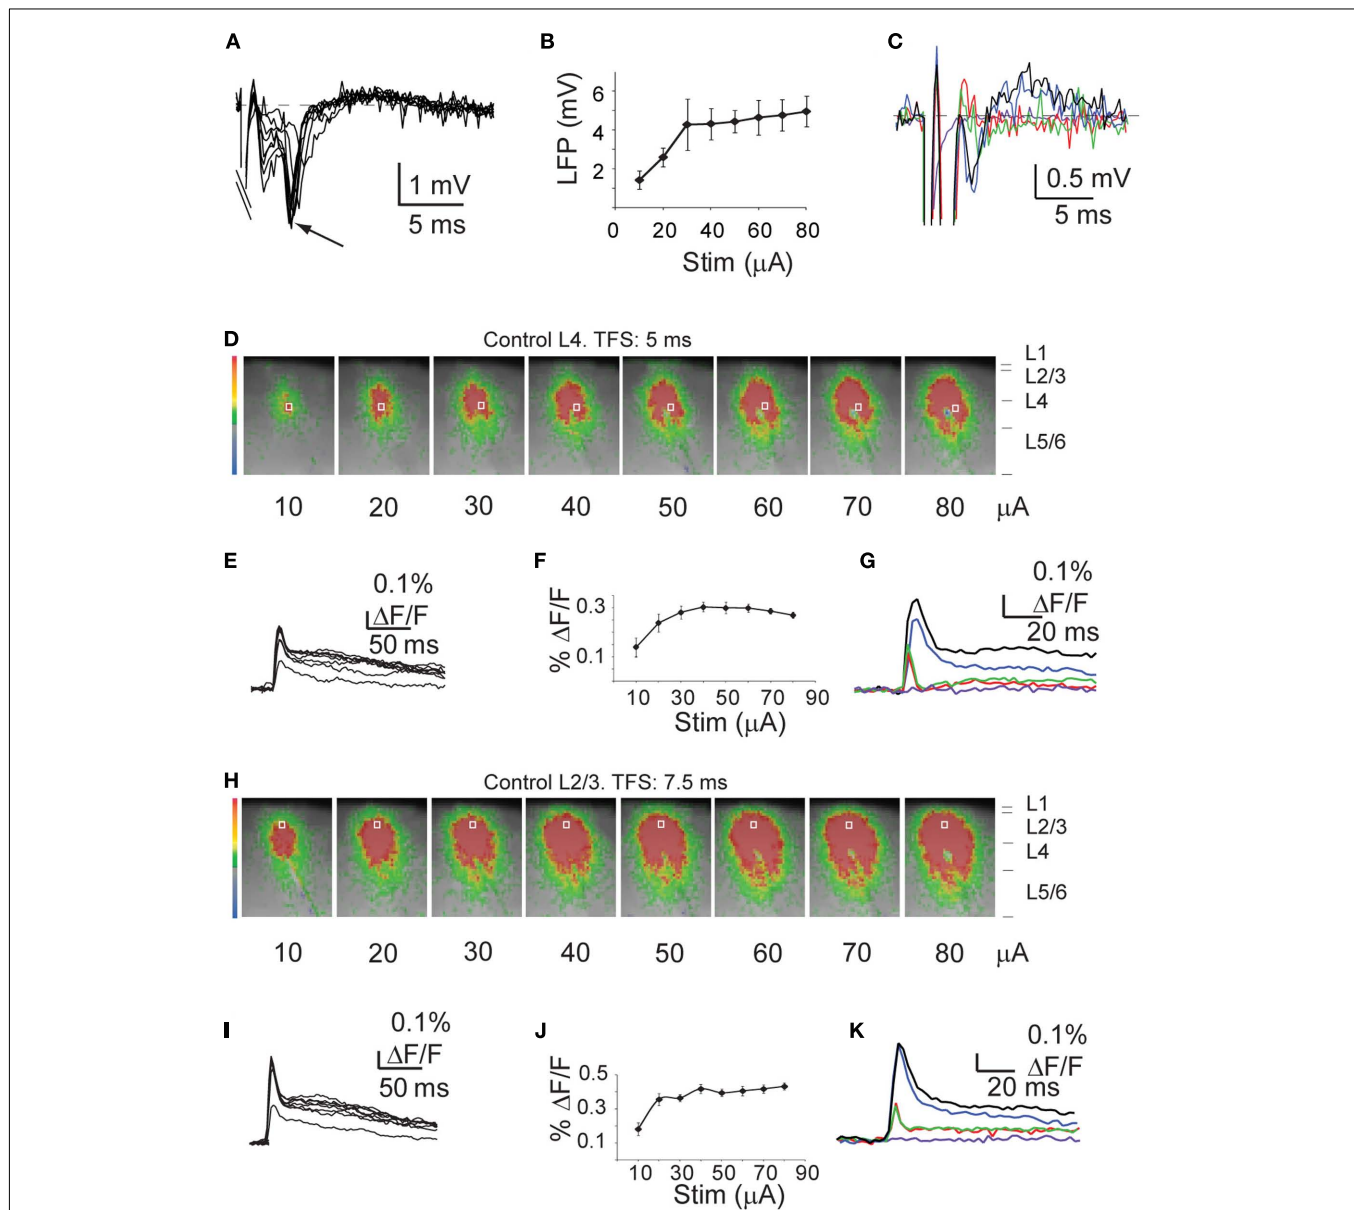 A
1 mV
5 ms
B
LFP (mV)
6
4
2
0 20 40 60 80
Stim (μA)
C
0.5 mV
5 ms
D
Control L4. TFS: 5 ms
L1
L2/3
L4
L5/6
10 20 30 40 50 60 70 80 μA
E
0.1%
ΔF/F
50 ms
F
% ΔF/F
0.3
0.1
10 30 50 70 90
Stim (μA)
G
0.1%
ΔF/F
20 ms
H
Control L2/3. TFS: 7.5 ms
L1
L2/3
L4
L5/6
10 20 30 40 50 60 70 80 μA
I
0.1%
ΔF/F
50 ms
J
% ΔF/F
0.5
0.3
0.1
10 30 50 70 90
Stim (μA)
K
0.1%
ΔF/F
20 ms